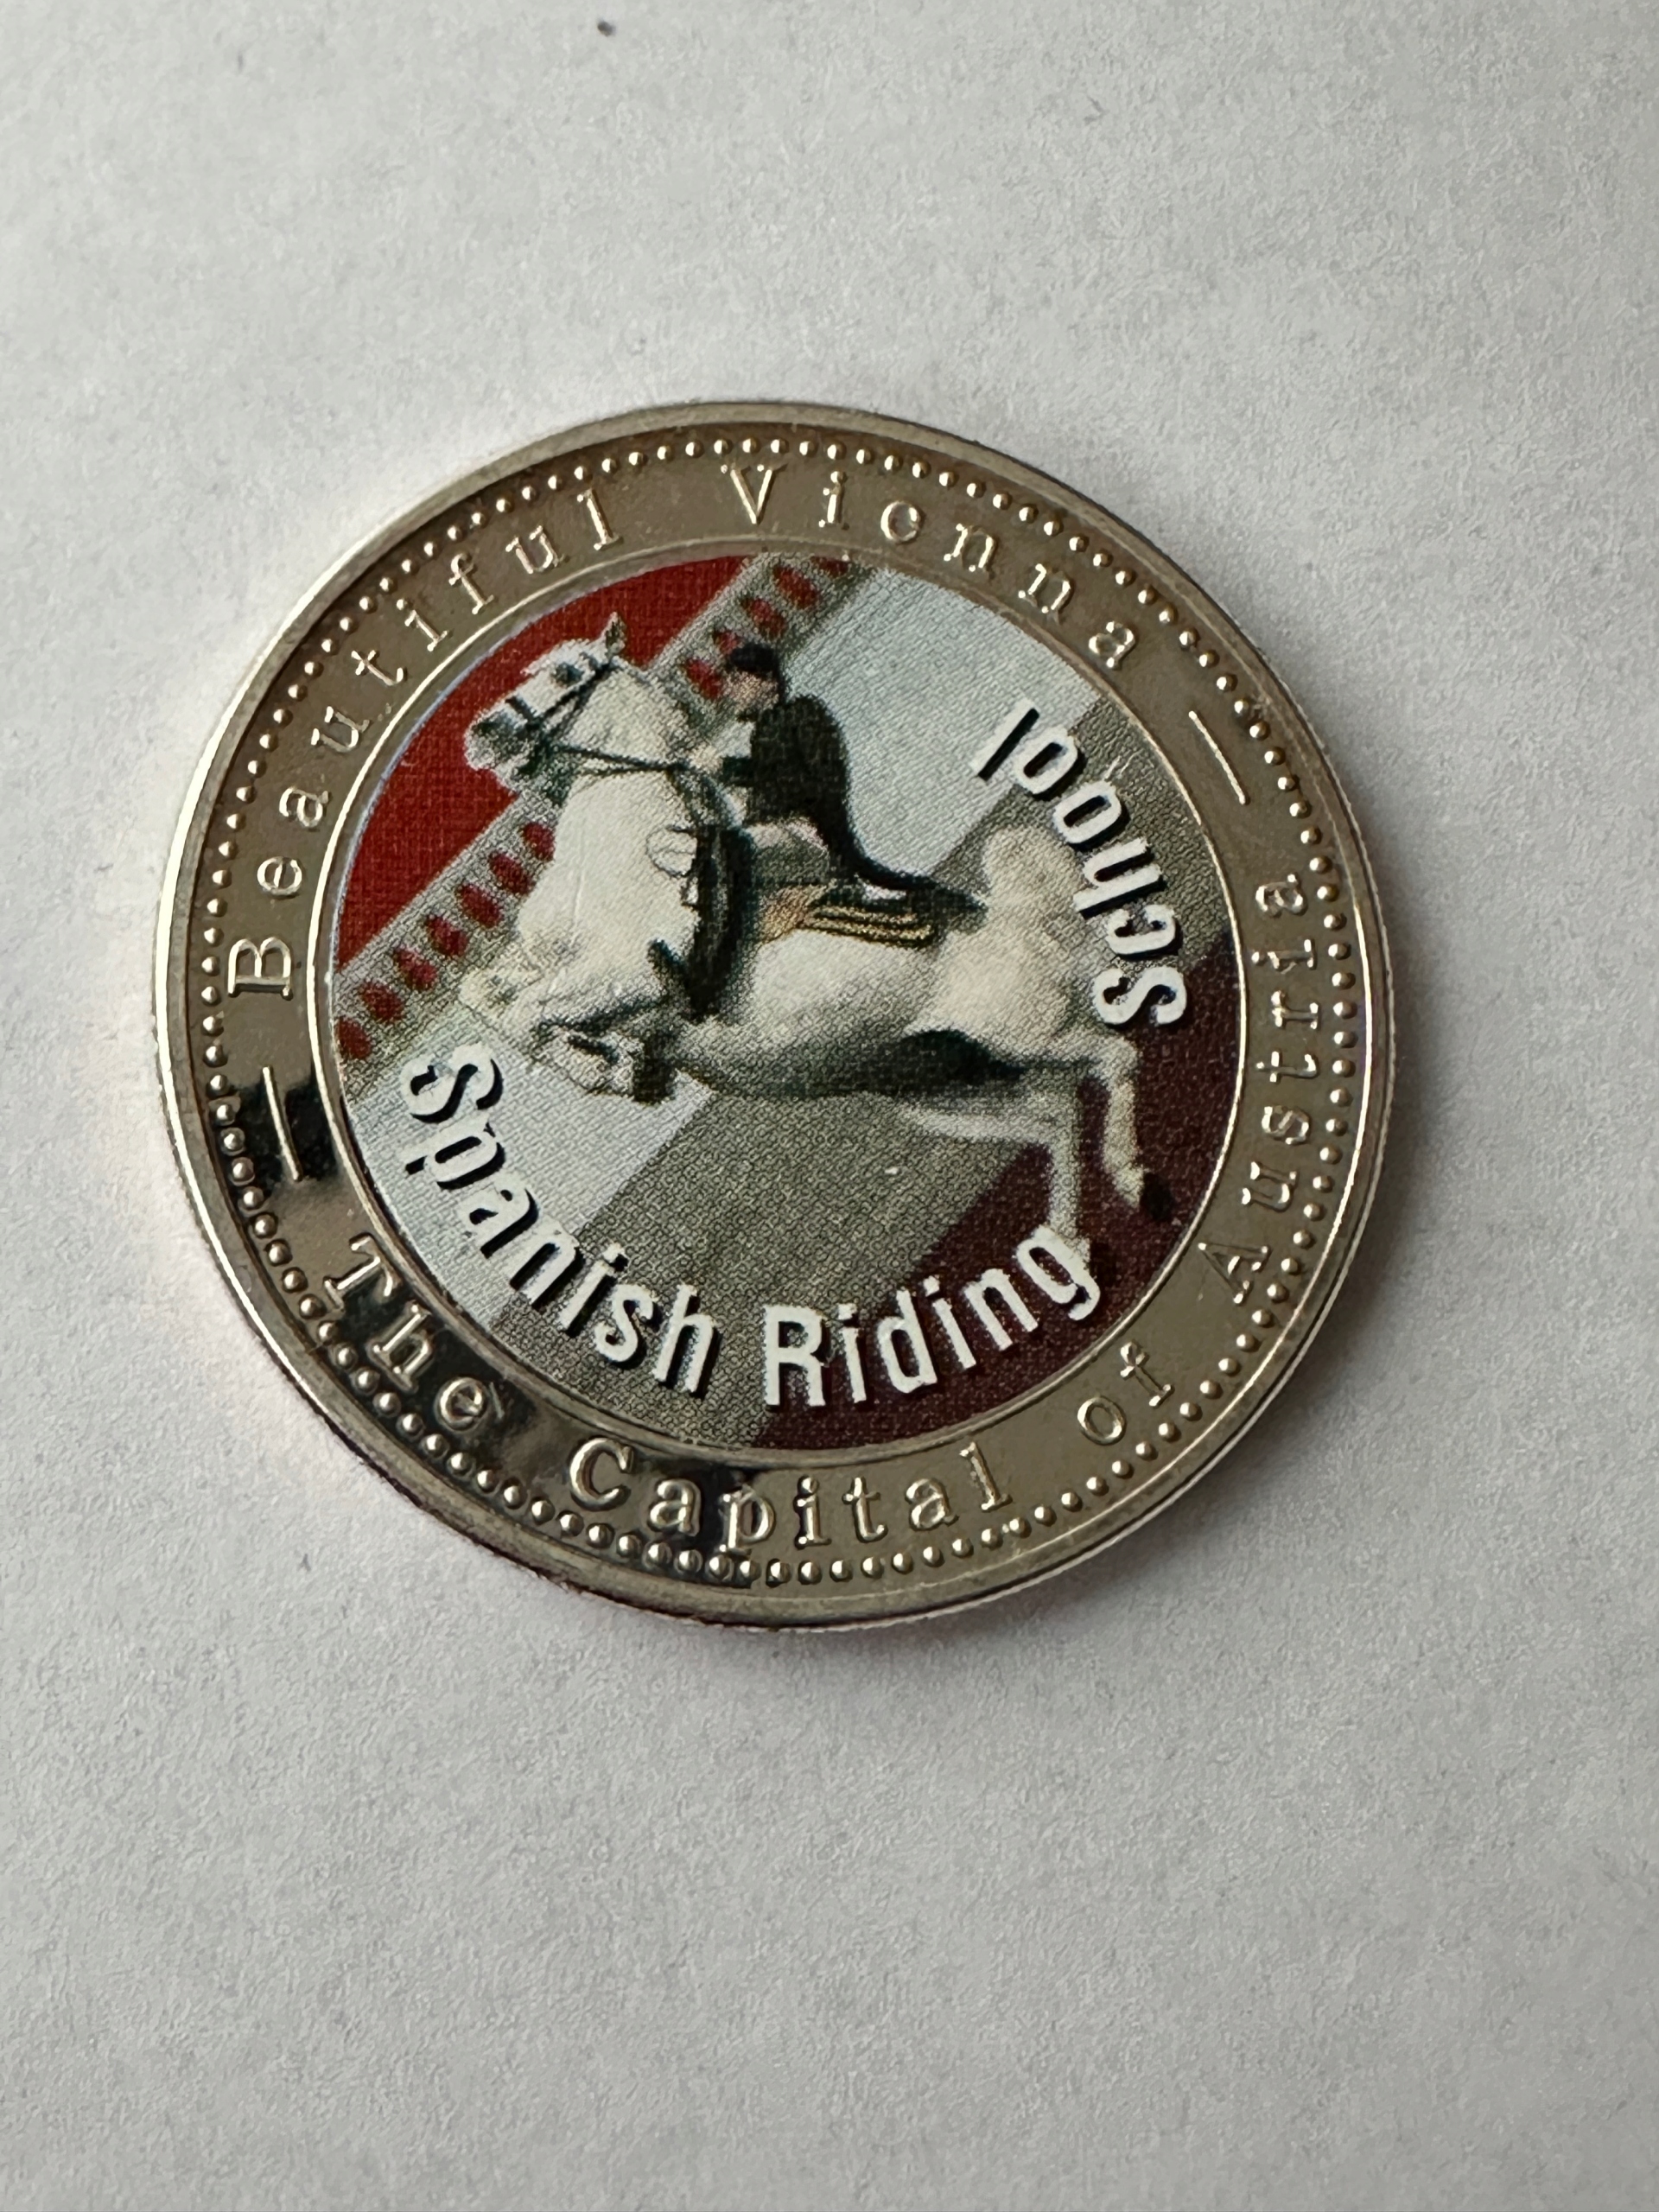 Beautiful Vienna —
— The Capital of Austria
Spanish Riding School